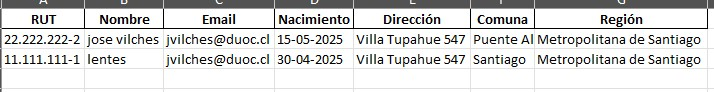 A B C D E F G
RUT Nombre Email Nacimiento Dirección Comuna Región
22.222.222-2 jose vilches jvilches@duoc.cl 15-05-2025 Villa Tupahue 547 Puente Al Metropolitana de Santiago
11.111.111-1 lentes jvilches@duoc.cl 30-04-2025 Villa Tupahue 547 Santiago Metropolitana de Santiago